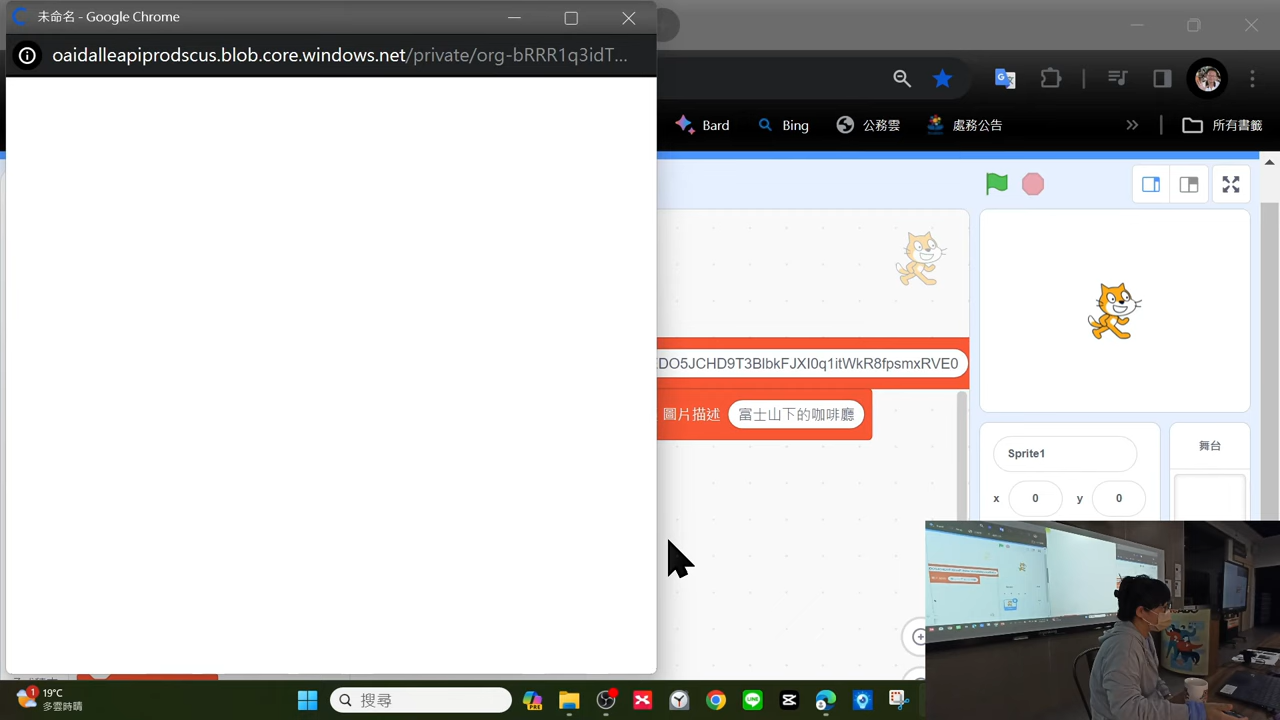 未命名 - Google Chrome
oaidalleapiprodscus.blob.core.windows.net/private/org-bRRR1q3idT...
Bard
Bing
公務雲
處務公告
所有書籤
DO5JCHD9T3BlbkFJXI0q1itWkR8fpsmxRVE0
圖片描述 富士山下的咖啡廳
Sprite1
舞台
x 0 y 0
1
19°C
多雲時晴
搜尋
PRE